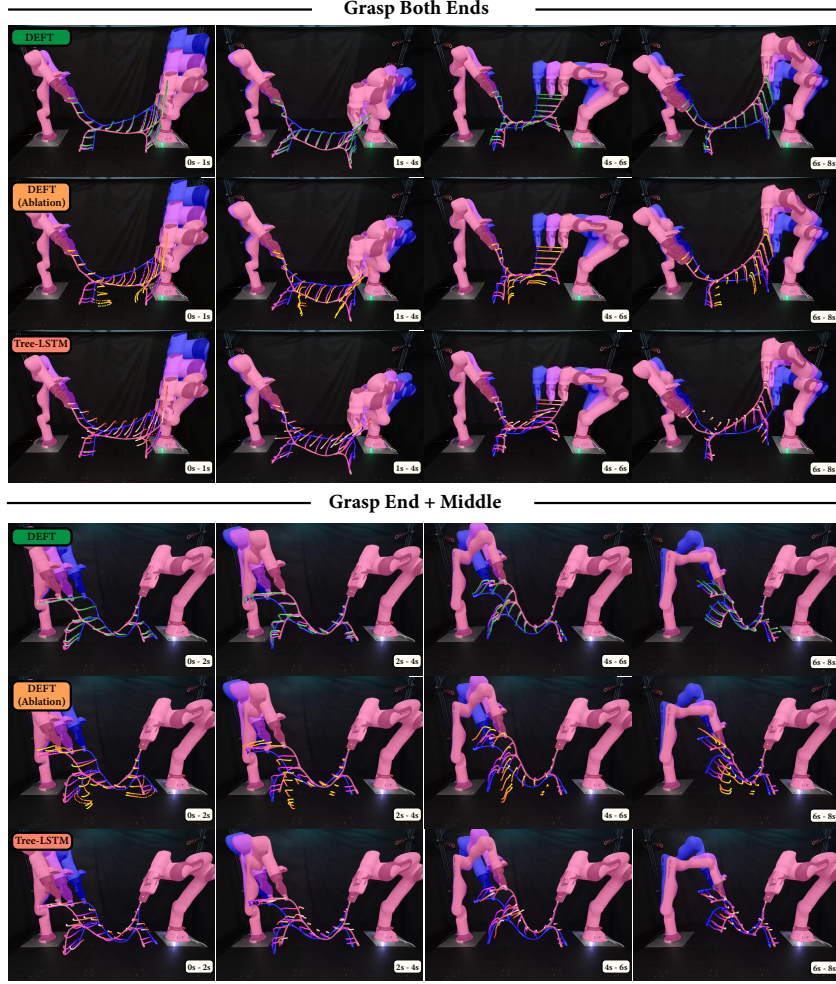 Grasp Both Ends
DEFT
0s - 1s
1s - 4s
4s - 6s
6s - 8s
DEFT
(Ablation)
0s - 1s
1s - 4s
4s - 6s
6s - 8s
Tree-LSTM
0s - 1s
1s - 4s
4s - 6s
6s - 8s
Grasp End + Middle
DEFT
0s - 2s
2s - 4s
4s - 6s
6s - 8s
DEFT
(Ablation)
0s - 2s
2s - 4s
4s - 6s
6s - 8s
Tree-LSTM
0s - 2s
2s - 4s
4s - 6s
6s - 8s